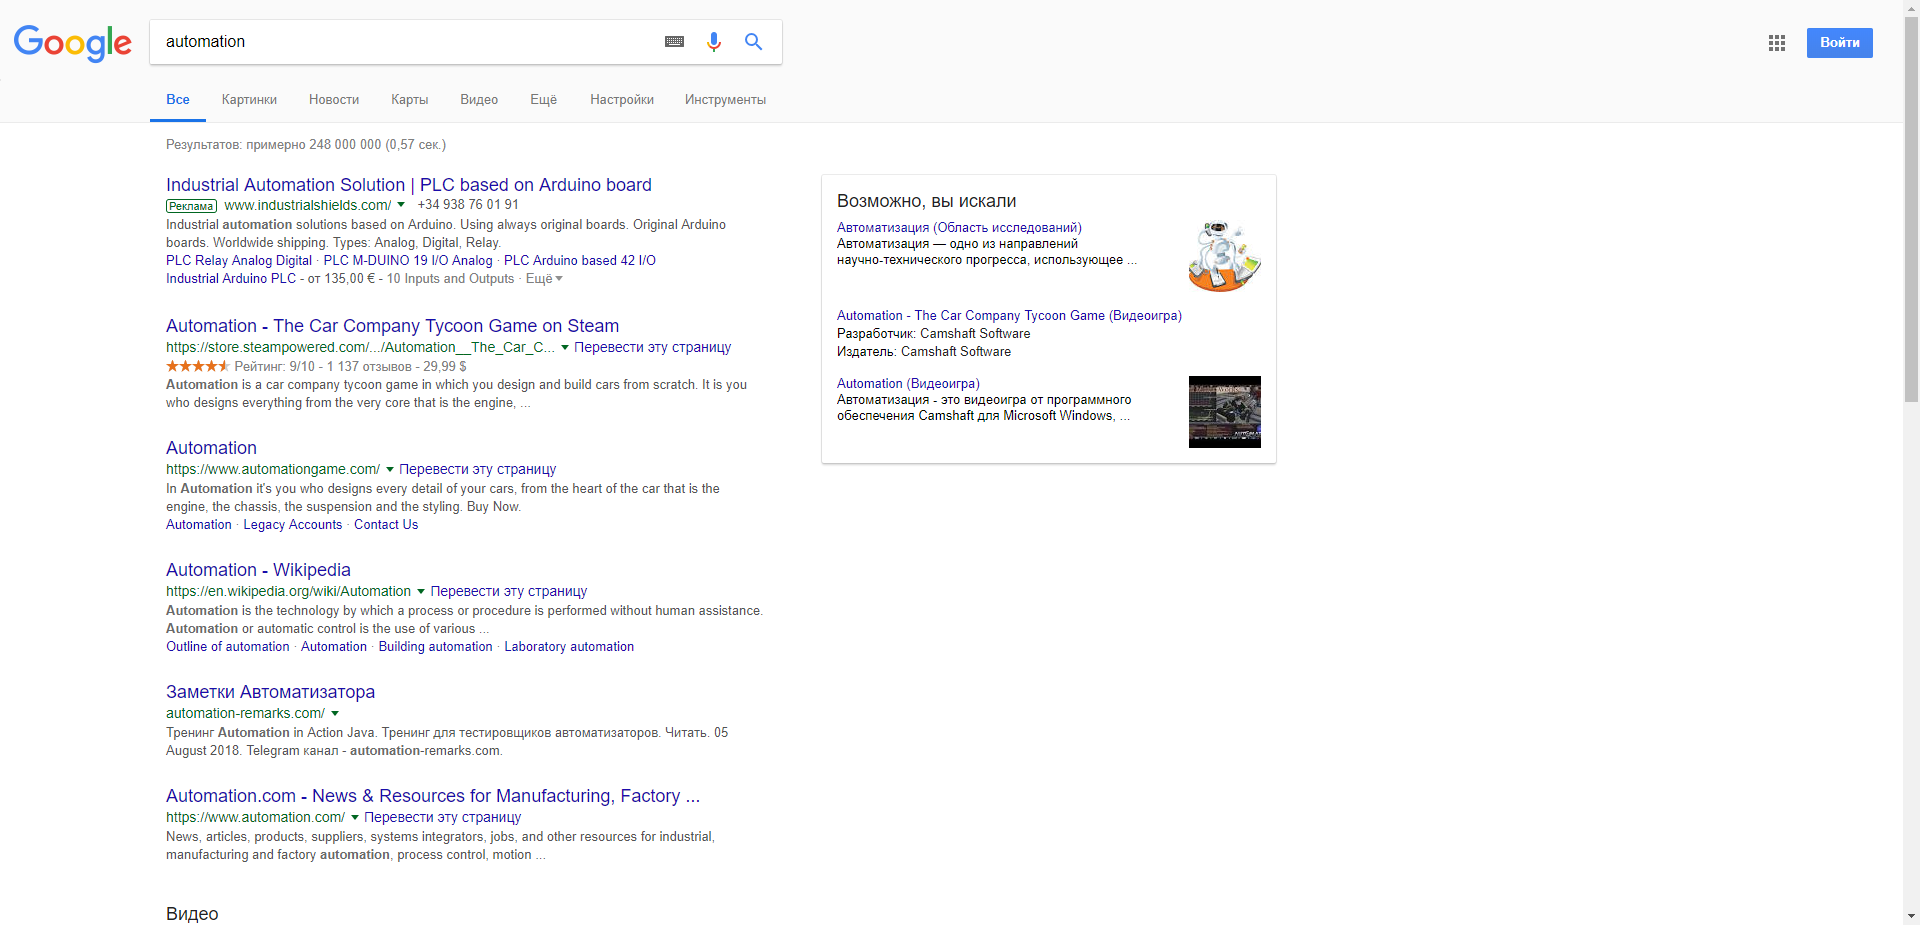 Google
automation
Войти
Все Картинки Новости Карты Видео Ещё Настройки Инструменты
Результатов: примерно 248 000 000 (0,57 сек.)
Industrial Automation Solution | PLC based on Arduino board
Реклама www.industrialshields.com/ +34 938 76 01 91
Industrial automation solutions based on Arduino. Using always original boards. Original Arduino
boards. Worldwide shipping. Types: Analog, Digital, Relay.
PLC Relay Analog Digital · PLC M-DUINO 19 I/O Analog · PLC Arduino based 42 I/O
Industrial Arduino PLC - от 135,00 € - 10 Inputs and Outputs · Ещё
Automation - The Car Company Tycoon Game on Steam
https://store.steampowered.com/.../Automation__The_Car_C... Перевести эту страницу
Рейтинг: 9/10 - 1 137 отзывов - 29,99 $
Automation is a car company tycoon game in which you design and build cars from scratch. It is you
who designs everything from the very core that is the engine, ...
Automation
https://www.automationgame.com/ Перевести эту страницу
In Automation it's you who designs every detail of your cars, from the heart of the car that is the
engine, the chassis, the suspension and the styling. Buy Now.
Automation · Legacy Accounts · Contact Us
Automation - Wikipedia
https://en.wikipedia.org/wiki/Automation Перевести эту страницу
Automation is the technology by which a process or procedure is performed without human assistance.
Automation or automatic control is the use of various ...
Outline of automation · Automation · Building automation · Laboratory automation
Заметки Автоматизатора
automation-remarks.com/
Тренинг Automation in Action Java. Тренинг для тестировщиков автоматизаторов. Читать. 05
August 2018. Telegram канал - automation-remarks.com.
Automation.com - News & Resources for Manufacturing, Factory ...
https://www.automation.com/ Перевести эту страницу
News, articles, products, suppliers, systems integrators, jobs, and other resources for industrial,
manufacturing and factory automation, process control, motion ...
Видео
Возможно, вы искали
Автоматизация (Область исследований)
Автоматизация — одно из направлений
научно-технического прогресса, использующее ...
Automation - The Car Company Tycoon Game (Видеоигра)
Разработчик: Camshaft Software
Издатель: Camshaft Software
Automation (Видеоигра)
Автоматизация - это видеоигра от программного
обеспечения Camshaft для Microsoft Windows, ...